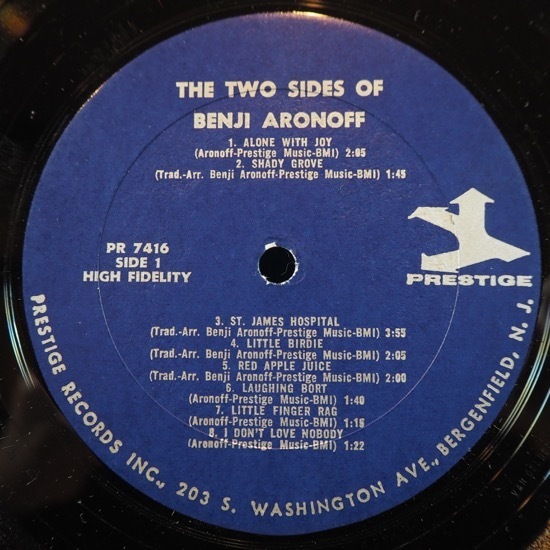 THE TWO SIDES OF
BENJI ARONOFF
1. ALONE WITH JOY
(Aronoff-Prestige Music-BMI) 2:05
2. SHADY GROVE
(Trad.-Arr. Benji Aronoff-Prestige Music-BMI) 1:45
PR 7416
SIDE 1
HIGH FIDELITY
PRESTIGE
3. ST. JAMES HOSPITAL
(Trad.-Arr. Benji Aronoff-Prestige Music-BMI) 3:55
4. LITTLE BIRDIE
(Trad.-Arr. Benji Aronoff-Prestige Music-BMI) 2:05
5. RED APPLE JUICE
(Trad.-Arr. Benji Aronoff-Prestige Music-BMI) 2:00
6. LAUGHING BORT
(Aronoff-Prestige Music-BMI) 1:40
7. LITTLE FINGER RAG
(Aronoff-Prestige Music-BMI) 1:15
8. I DON'T LOVE NOBODY
(Aronoff-Prestige Music-BMI) 1:22
PRESTIGE RECORDS INC., 203 S. WASHINGTON AVE., BERGENFIELD, N. J.